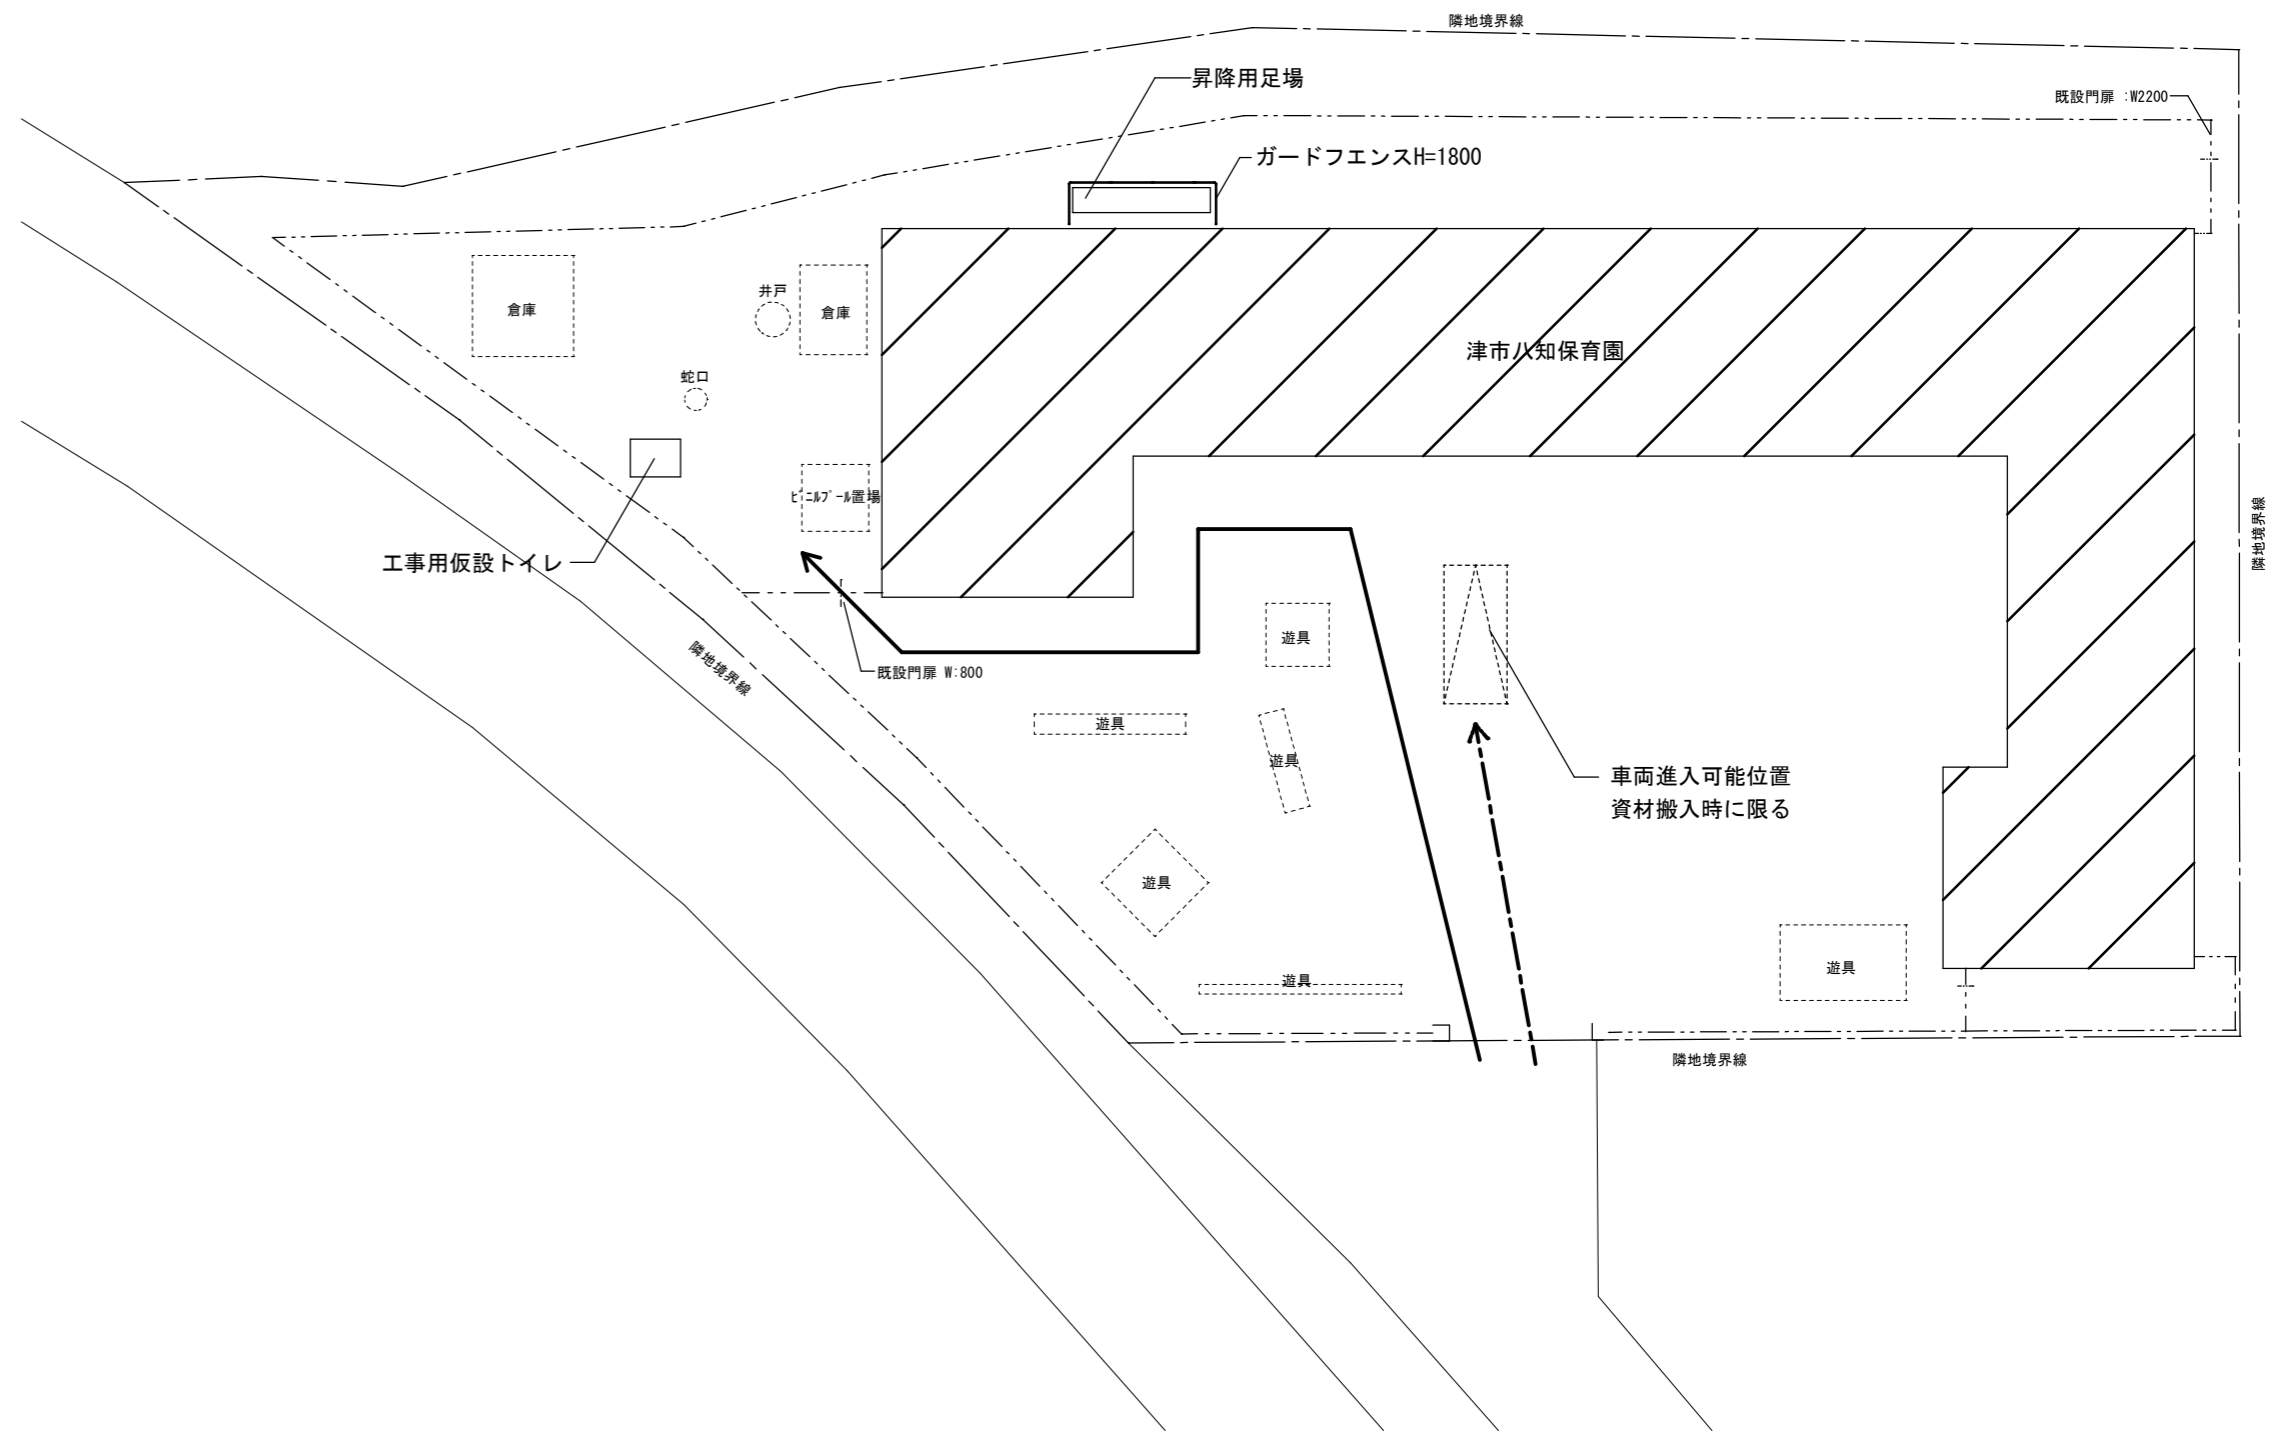 隣地境界線
昇降用足場
既設門扉 :W2200
ガードフエンスH=1800
井戸
倉庫
倉庫
津市八知保育園
蛇口
ﾋﾞﾆﾙﾌﾟｰﾙ置場
隣地境界線
工事用仮設トイレ
遊具
隣地境界線
既設門扉 W:800
遊具
遊具
車両進入可能位置
資材搬入時に限る
遊具
遊具
遊具
隣地境界線